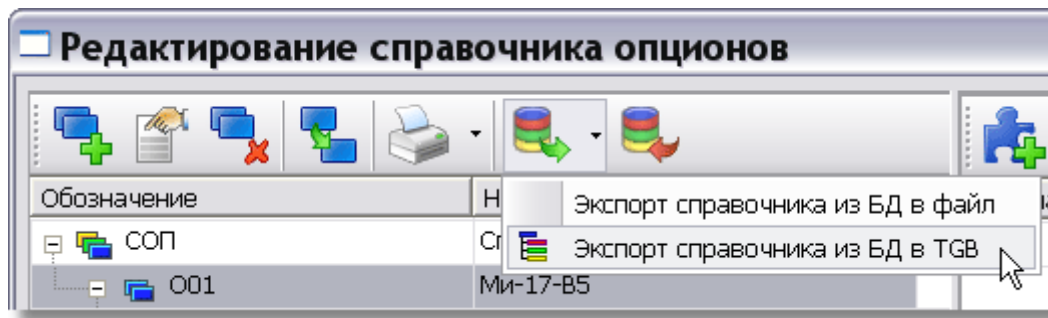 Редактирование справочника опционов
Обозначение
Экспорт справочника из БД в файл
СОП
Экспорт справочника из БД в TGB
О01
Ми-17-В5